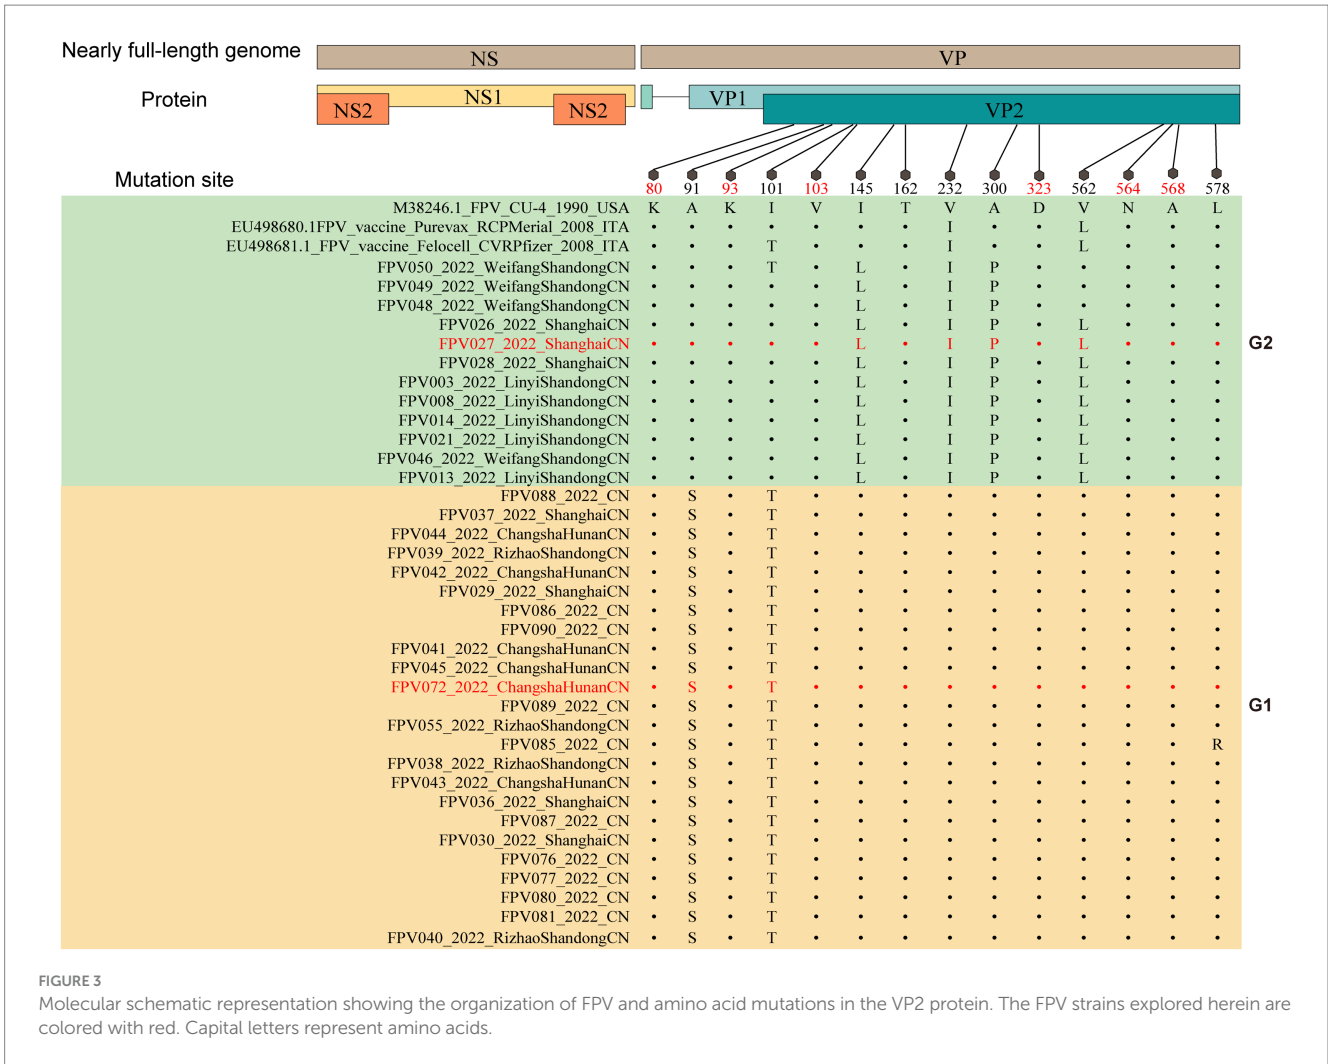 Nearly full-length genome NS VP
Protein NS2 NS1 NS2 VP1 VP2
Mutation site 80 91 93 101 103 145 162 232 300 323 562 564 568 578
M38246.1_FPV_CU-4_1990_USA K A K I V I T V A D V N A L
EU498680.1FPV_vaccine_Purevax_RCPMerial_2008_ITA • • • • • • • I • • L • • •
EU498681.1_FPV_vaccine_Felocell_CVRPfizer_2008_ITA • • • T • • • I • • L • • •
FPV050_2022_WeifangShandongCN • • • T • L • I P • • • • •
FPV049_2022_WeifangShandongCN • • • • • L • I P • • • • •
FPV048_2022_WeifangShandongCN • • • • • L • I P • • • • •
FPV026_2022_ShanghaiCN • • • • • L • I P • L • • •
FPV027_2022_ShanghaiCN • • • • • L • I P • L • • • G2
FPV028_2022_ShanghaiCN • • • • • L • I P • L • • •
FPV003_2022_LinyiShandongCN • • • • • L • I P • L • • •
FPV008_2022_LinyiShandongCN • • • • • L • I P • L • • •
FPV014_2022_LinyiShandongCN • • • • • L • I P • L • • •
FPV021_2022_LinyiShandongCN • • • • • L • I P • L • • •
FPV046_2022_WeifangShandongCN • • • • • L • I P • L • • •
FPV013_2022_LinyiShandongCN • • • • • L • I P • L • • •
FPV088_2022_CN • S • T • • • • • • • • • •
FPV037_2022_ShanghaiCN • S • T • • • • • • • • • •
FPV044_2022_ChangshaHunanCN • S • T • • • • • • • • • •
FPV039_2022_RizhaoShandongCN • S • T • • • • • • • • • •
FPV042_2022_ChangshaHunanCN • S • T • • • • • • • • • •
FPV029_2022_ShanghaiCN • S • T • • • • • • • • • •
FPV086_2022_CN • S • T • • • • • • • • • •
FPV090_2022_CN • S • T • • • • • • • • • •
FPV041_2022_ChangshaHunanCN • S • T • • • • • • • • • •
FPV045_2022_ChangshaHunanCN • S • T • • • • • • • • • •
FPV072_2022_ChangshaHunanCN • S • T • • • • • • • • • •
FPV089_2022_CN • S • T • • • • • • • • • • G1
FPV055_2022_RizhaoShandongCN • S • T • • • • • • • • • •
FPV085_2022_CN • S • T • • • • • • • • • R
FPV038_2022_RizhaoShandongCN • S • T • • • • • • • • • •
FPV043_2022_ChangshaHunanCN • S • T • • • • • • • • • •
FPV036_2022_ShanghaiCN • S • T • • • • • • • • • •
FPV087_2022_CN • S • T • • • • • • • • • •
FPV030_2022_ShanghaiCN • S • T • • • • • • • • • •
FPV076_2022_CN • S • T • • • • • • • • • •
FPV077_2022_CN • S • T • • • • • • • • • •
FPV080_2022_CN • S • T • • • • • • • • • •
FPV081_2022_CN • S • T • • • • • • • • • •
FPV040_2022_RizhaoShandongCN • S • T • • • • • • • • • •
FIGURE 3
Molecular schematic representation showing the organization of FPV and amino acid mutations in the VP2 protein. The FPV strains explored herein are
colored with red. Capital letters represent amino acids.